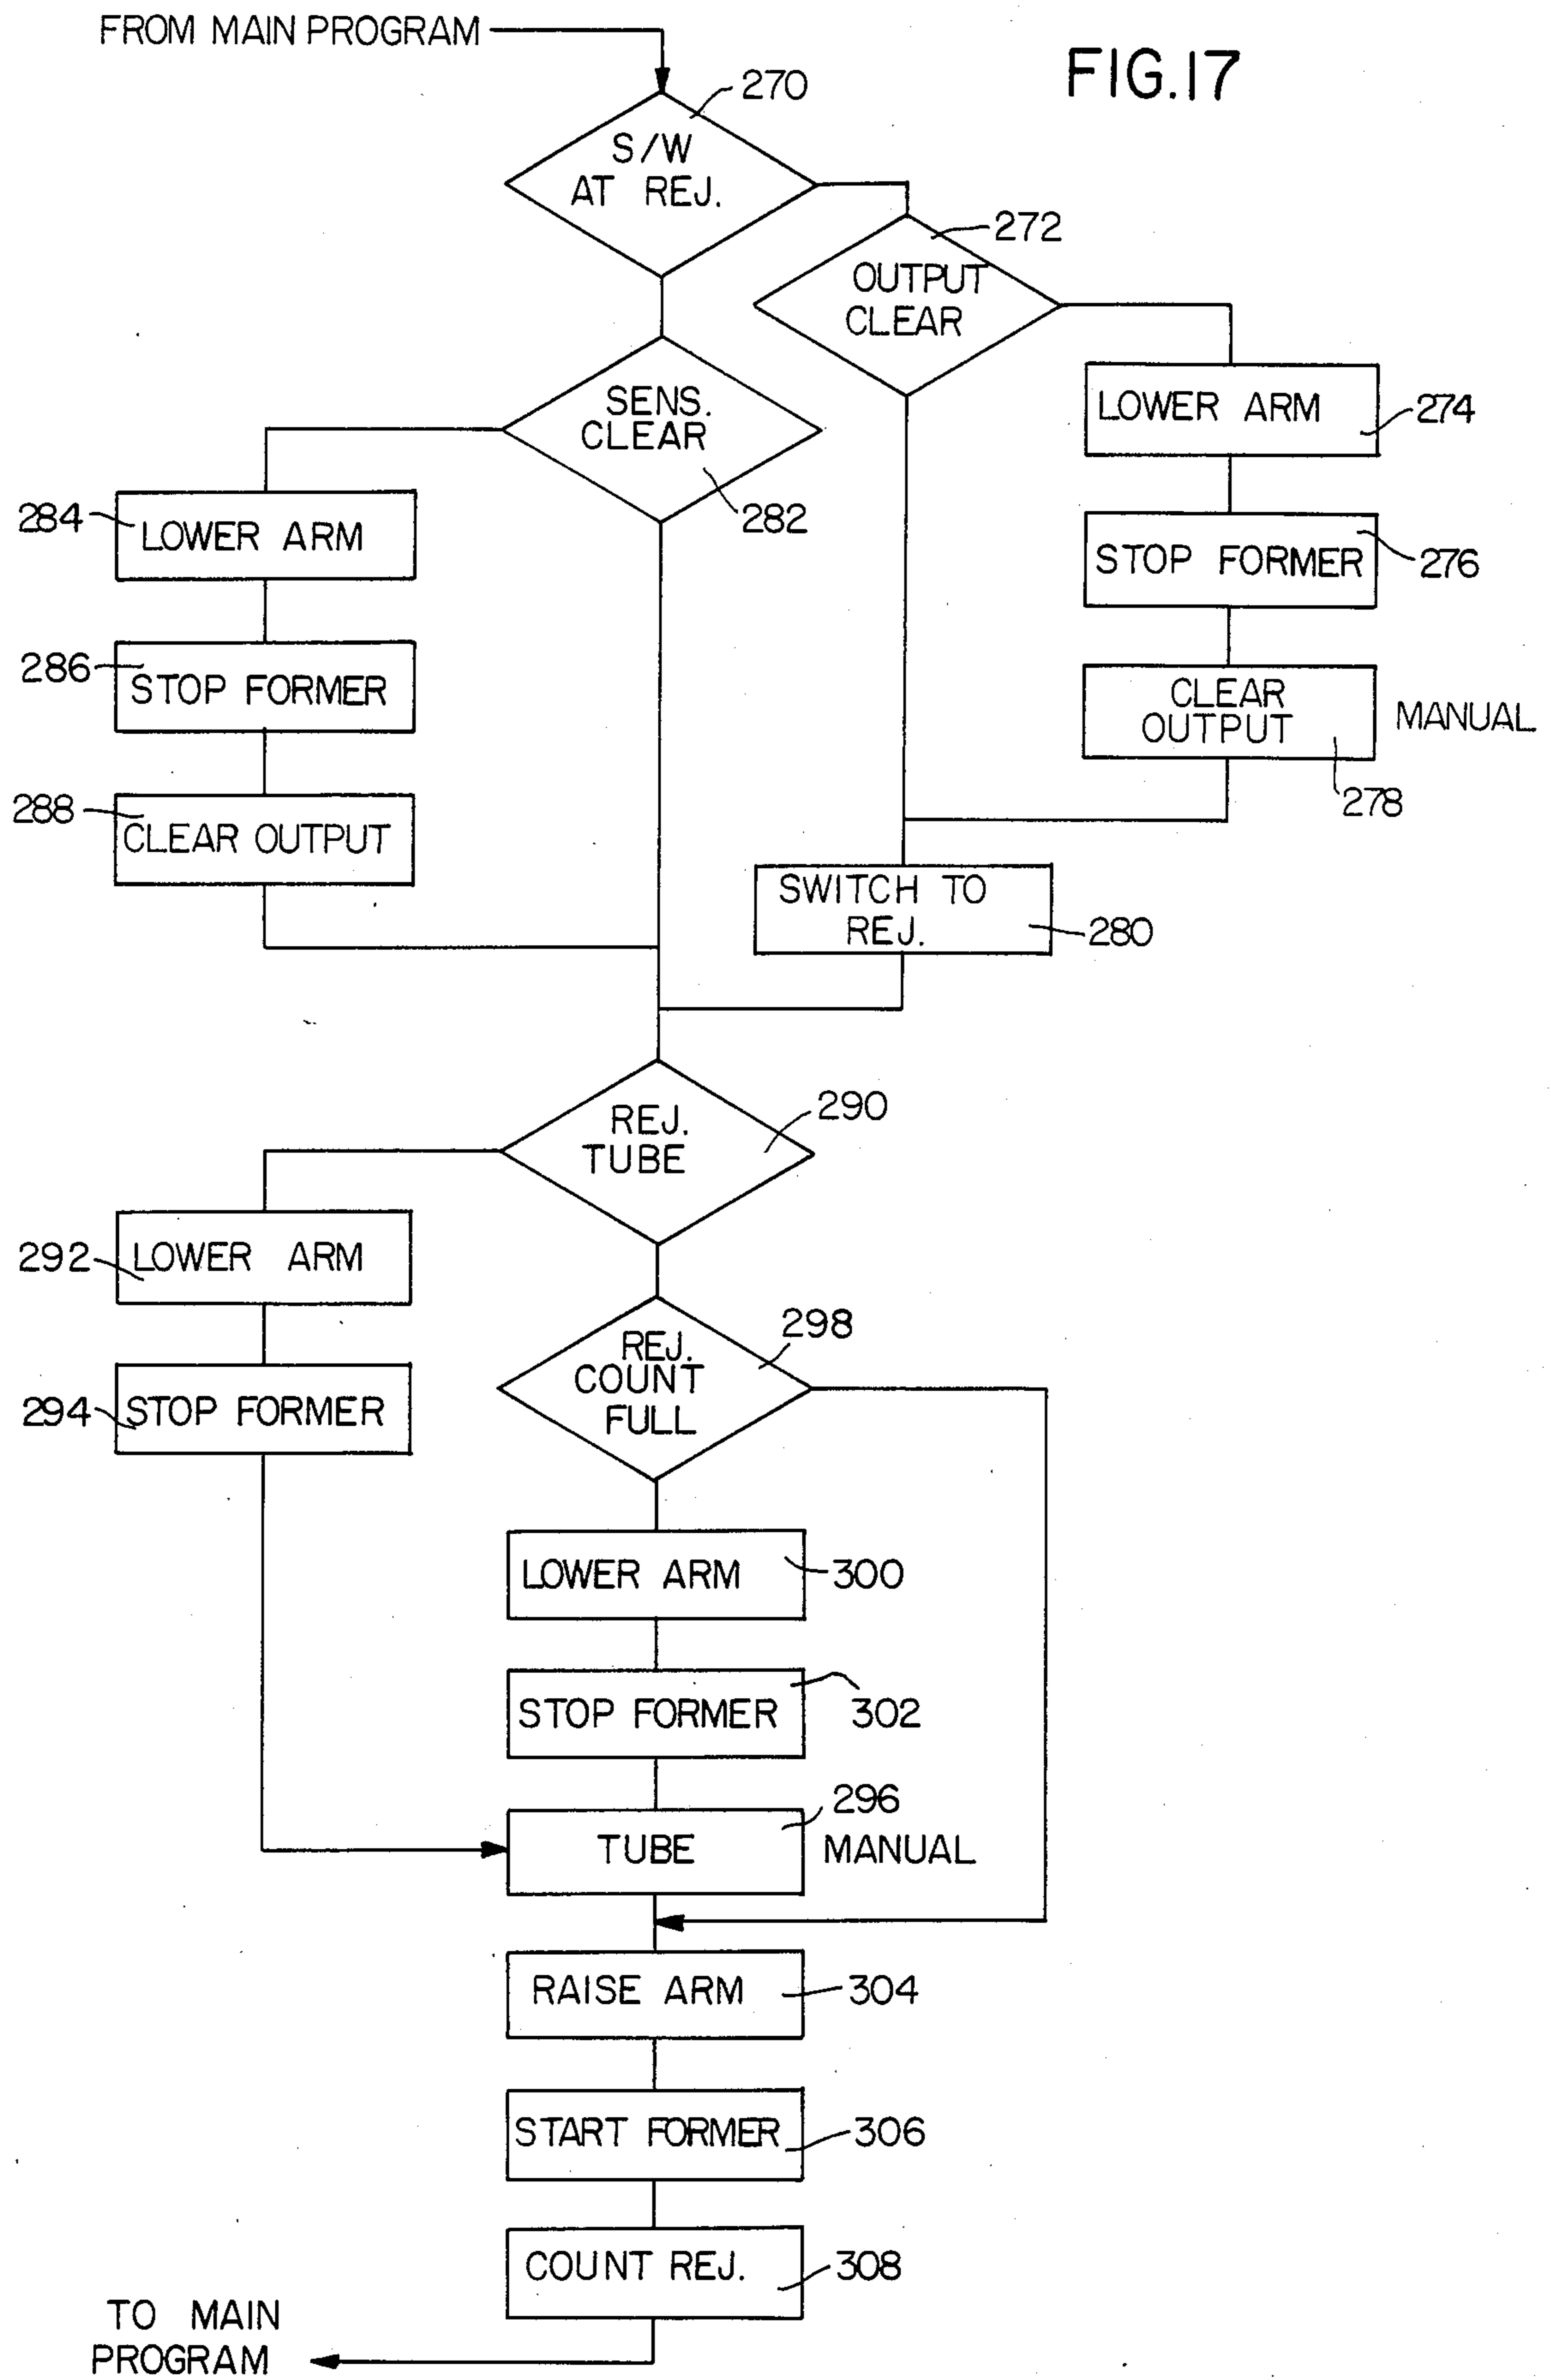 FROM MAIN PROGRAM
FIG.17
270
S/W
AT REJ.
272
OUTPUT
CLEAR
SENS.
CLEAR
282
LOWER ARM
274
284
LOWER ARM
STOP FORMER
276
286
STOP FORMER
CLEAR
OUTPUT
MANUAL
278
288
CLEAR OUTPUT
SWITCH TO
REJ.
280
REJ.
TUBE
290
292
LOWER ARM
REJ.
COUNT
FULL
298
294
STOP FORMER
LOWER ARM
300
STOP FORMER
302
296
TUBE
MANUAL
RAISE ARM
304
START FORMER
306
COUNT REJ.
308
TO MAIN
PROGRAM